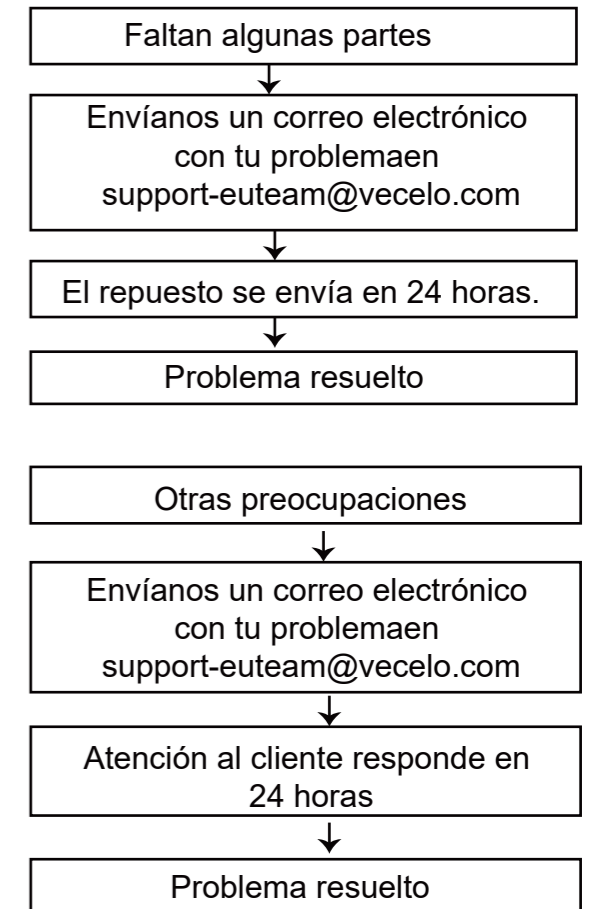 Faltan algunas partes
Envíanos un correo electrónico
con tu problemaen
support-euteam@vecelo.com
El repuesto se envía en 24 horas.
Problema resuelto
Otras preocupaciones
Envíanos un correo electrónico
con tu problemaen
support-euteam@vecelo.com
Atención al cliente responde en
24 horas
Problema resuelto